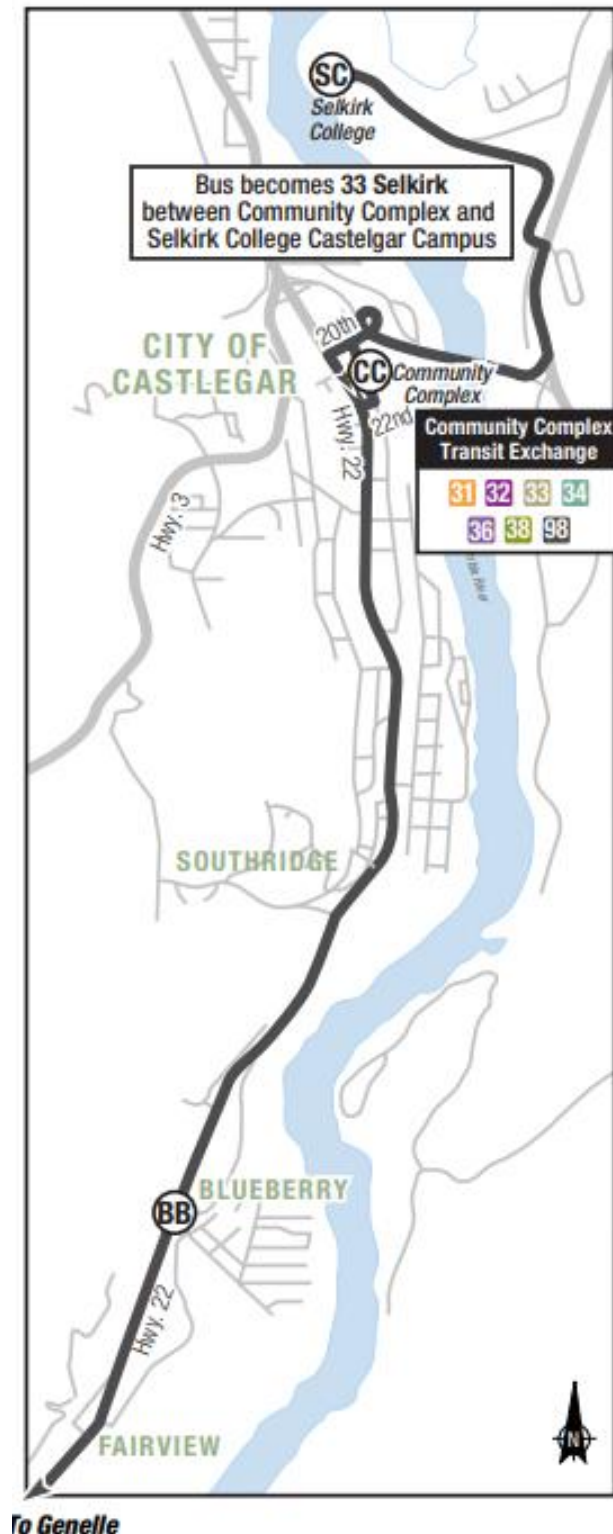 SC
Selkirk
College
Bus becomes 33 Selkirk
between Community Complex and
Selkirk College Castelgar Campus
CITY OF
CASTLEGAR
20th
CC
Community
Complex
22nd
Hwy. 22
Hwy. 3
Community Complex
Transit Exchange
31 32 33 34
36 38 98
River
SOUTHRIDGE
BLUEBERRY
BB
Hwy. 22
FAIRVIEW
N
To Genelle